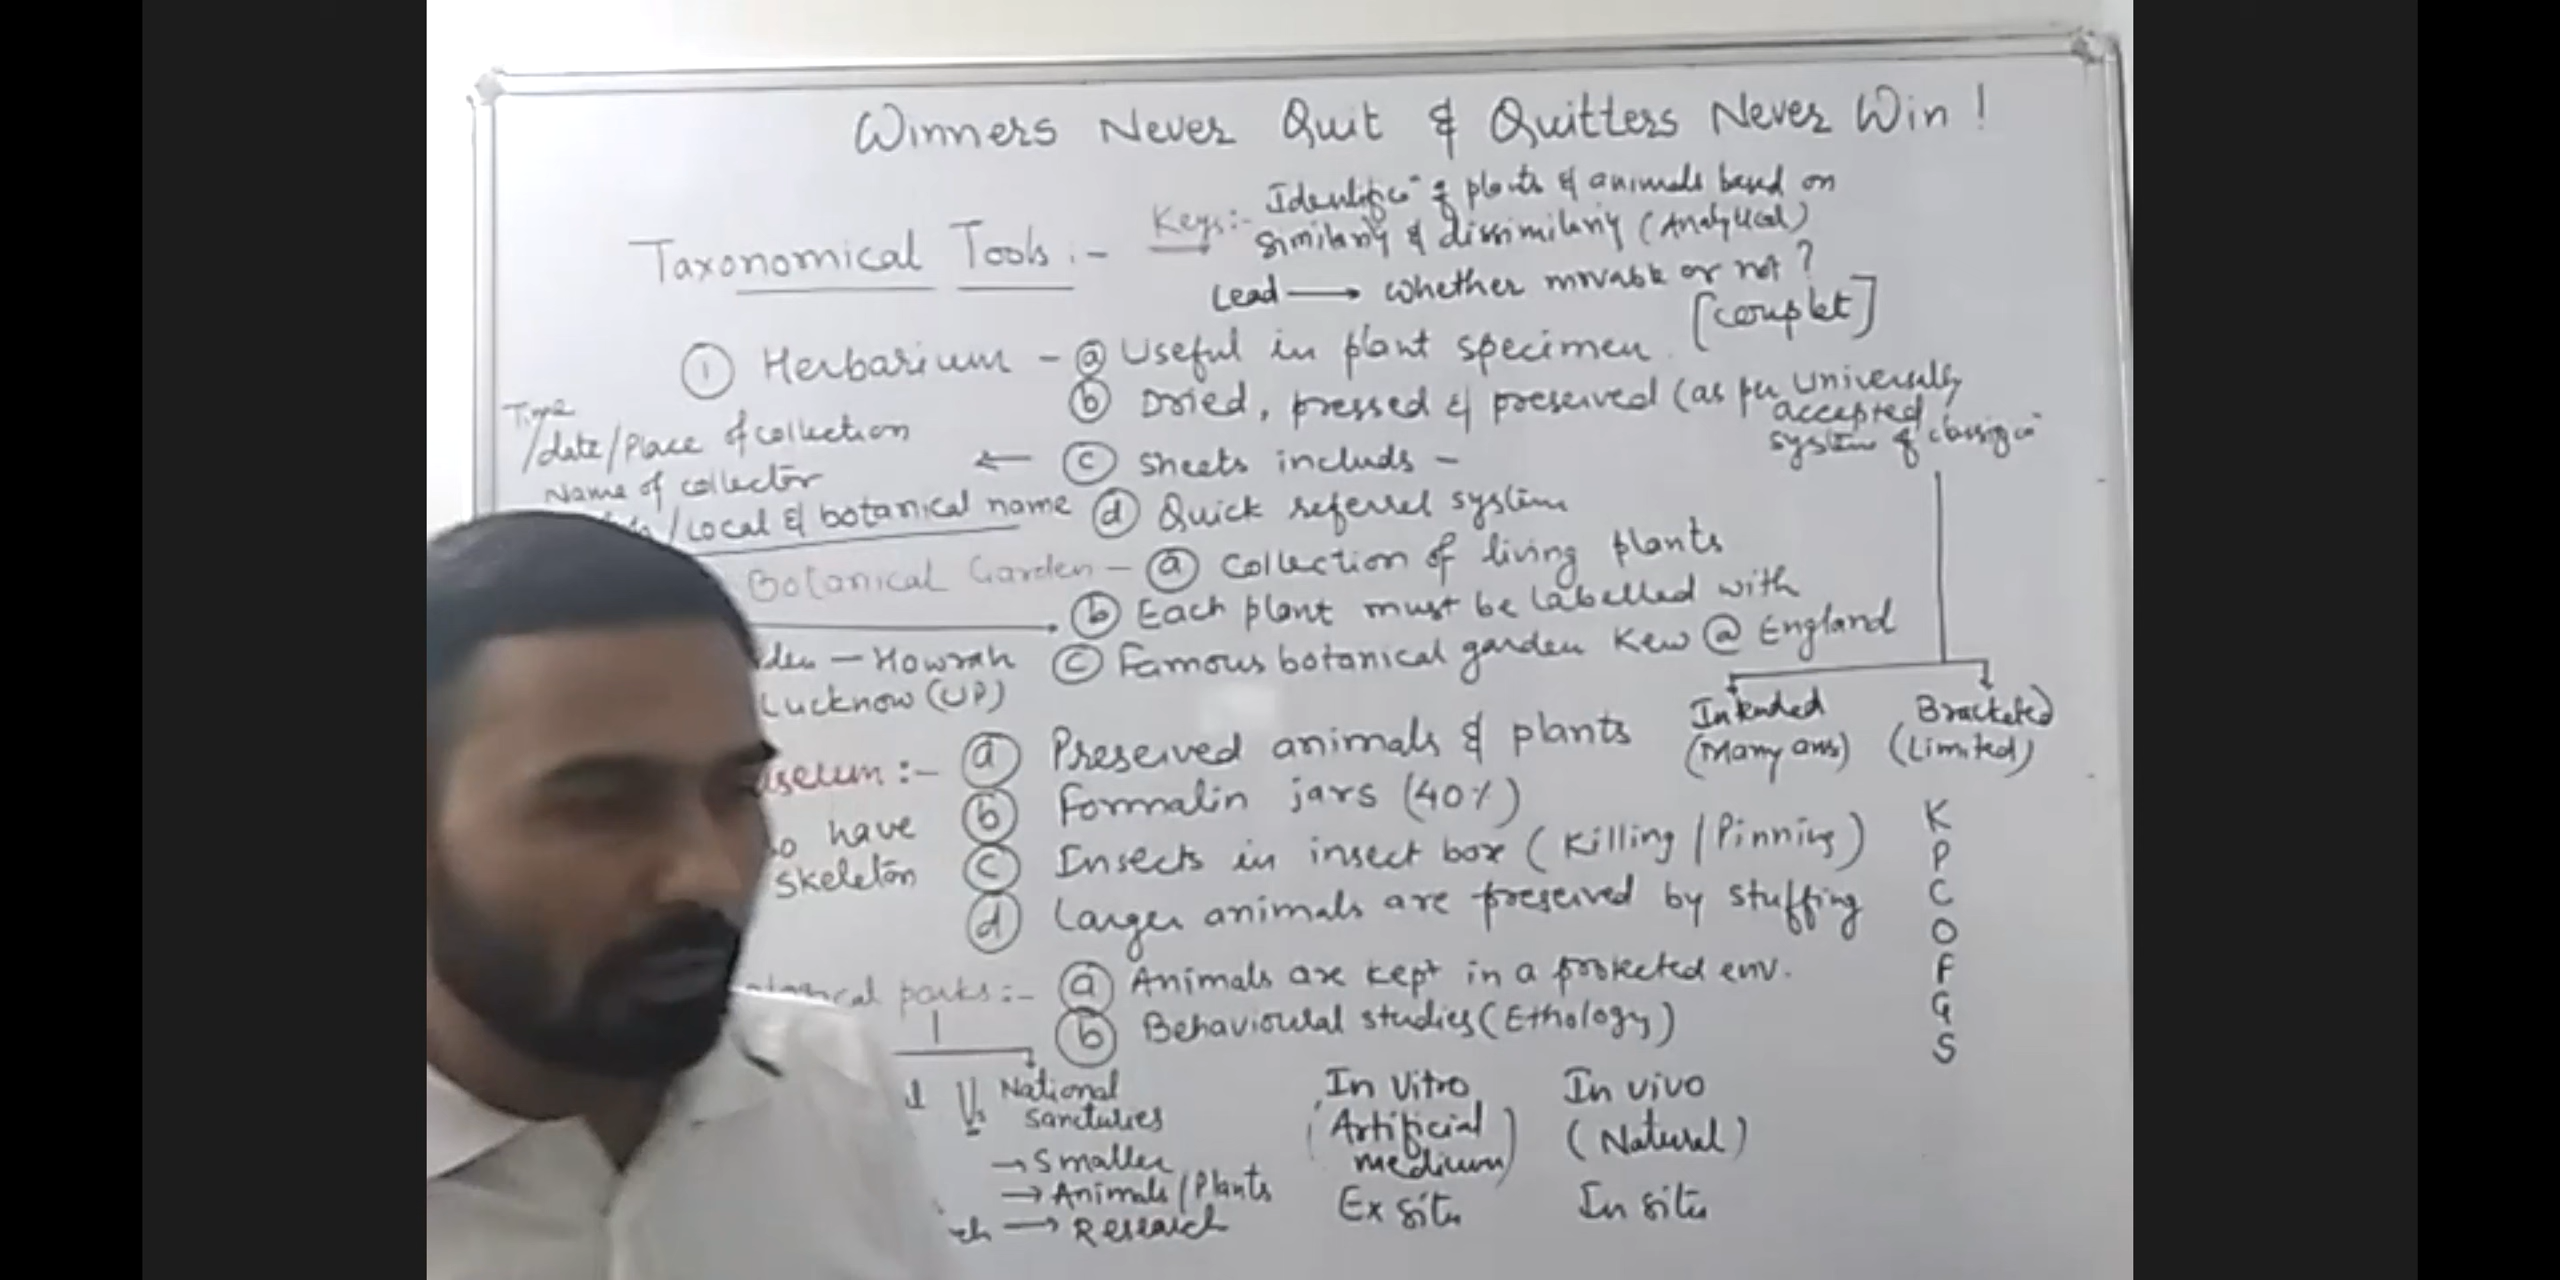 Winners Never Quit & Quitters Never Win !
Taxonomical Tools :-
Keys:- Identific⁻ of plants & animals based on
similarity & dissimilarity (Analytical)
Lead → whether movable or not ?
[couplet]
① Herbarium - ⓐ Useful in plant specimen
ⓑ Dried, pressed & preserved (as per universally
accepted
system of
Time
/date/Place of collection
← ⓒ sheets includs -
Name of collector
/Local & botanical name
ⓓ Quick referrel system
Botanical Garden - ⓐ Collection of living plants
ⓑ Each plant must be labelled with
- Howrah
ⓒ Famous botanical garden Kew @ England
Lucknow (UP)
Intended
(Many ans)
Bracketed
(Limited)
:- ⓐ Preserved animals & plants
ⓑ Formalin jars (40%)
have
skeleton
ⓒ Insects in insect box (Killing / Pinning)
ⓓ Larger animals are preserved by stuffing
K
P
C
O
F
G
S
parks :- ⓐ Animals are kept in a protected env.
ⓑ Behavioural studies (Ethology)
National
sancturies
→ Smaller
→ Animals / Plants
→ Research
In Vitro
(Artificial
medium)
Ex situ
In vivo
(Natural)
In situ